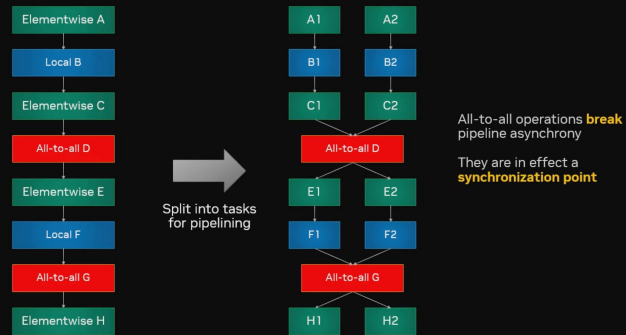 Elementwise A
Local B
Elementwise C
All-to-all D
Elementwise E
Local F
All-to-all G
Elementwise H
Split into tasks
for pipelining
A1 A2
B1 B2
C1 C2
All-to-all D
E1 E2
F1 F2
All-to-all G
H1 H2
All-to-all operations break
pipeline asynchrony
They are in effect a
synchronization point